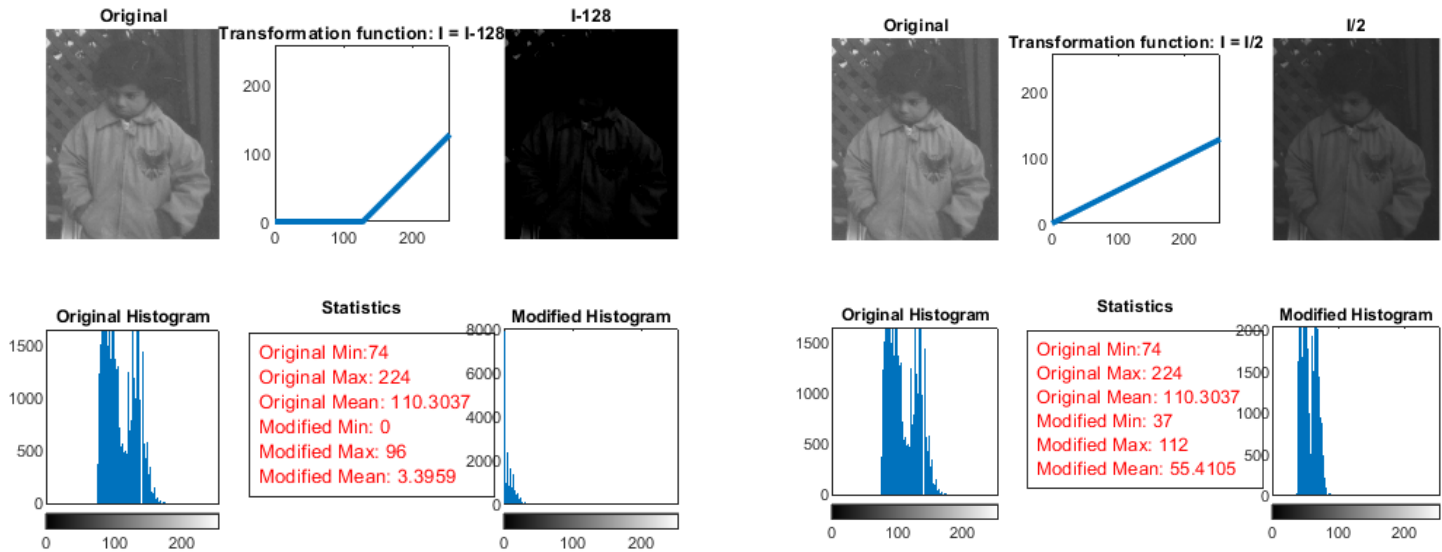 Original
Transformation function: I = I-128
I-128
200
100
0
0 100 200
Original Histogram
1500
1000
500
0
0 200
Statistics
Original Min:74
Original Max: 224
Original Mean: 110.3037
Modified Min: 0
Modified Max: 96
Modified Mean: 3.3959
Modified Histogram
8000
6000
4000
2000
0
0 200
Original
Transformation function: I = I/2
I/2
200
100
0
0 100 200
Original Histogram
1500
1000
500
0
0 200
Statistics
Original Min:74
Original Max: 224
Original Mean: 110.3037
Modified Min: 37
Modified Max: 112
Modified Mean: 55.4105
Modified Histogram
2000
1500
1000
500
0
0 200